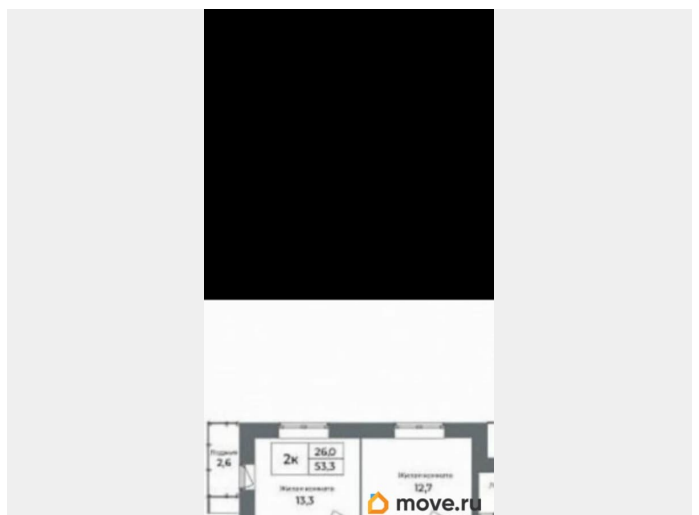 26,0
2к
53,3
Лоджия
2,6
Жилая комната
13,3
Жилая комната
12,7
move.ru